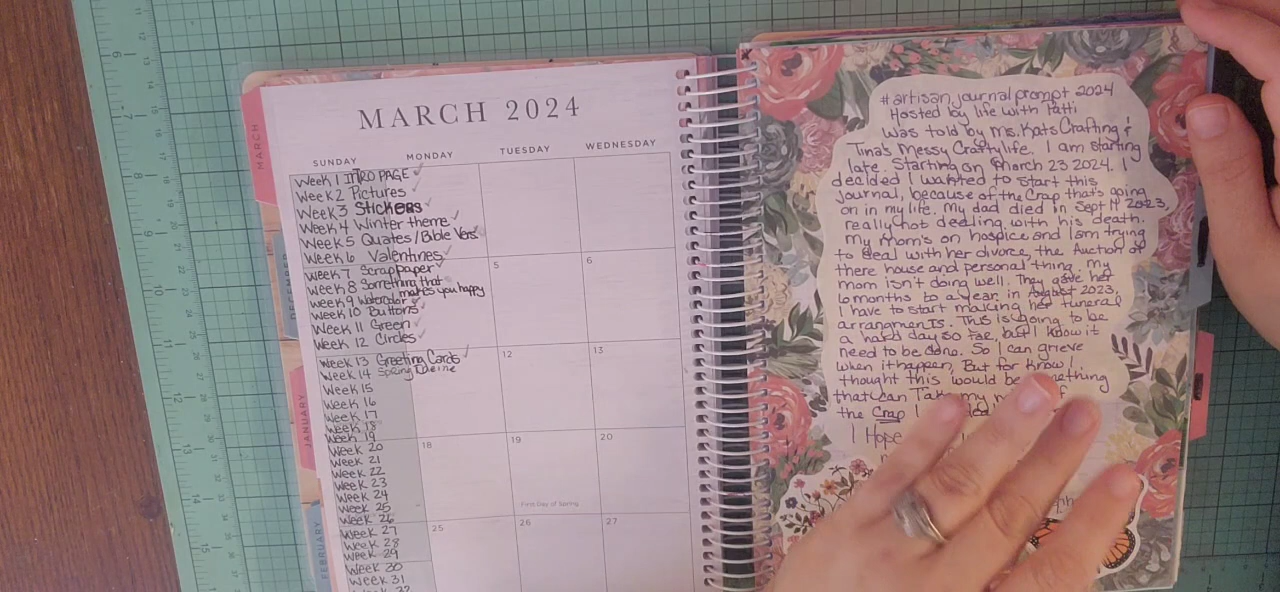 MARCH 2024
SUNDAY MONDAY TUESDAY WEDNESDAY
Week 1 INTRO PAGE
Week 2 Pictures
Week 3 Stickers
Week 4 Winter theme
Week 5 Quates/Bible Vers
Week 6 Valentines
Week 7 Scrappaper
Week 8 Something that
makes you happy
Week 9 Watercolor
Week 10 Buttons
Week 11 Green
Week 12 Circles
Week 13 Greeting Cards
Week 14 Spring
Week 15
Week 16
Week 17
Week 18
Week 19
Week 20
Week 21
Week 22
Week 23
Week 24
Week 25
Week 26
Week 27
Week 28
Week 29
Week 30
Week 31
5 6
12 13
18 19 20
First Day of Spring
25 26 27
MARCH
DECEMBER
JANUARY
FEBRUARY
#artisanjournalprompt 2024
Hosted by life with Patti
Was told by Ms. Kats Crafting &
Tina's Messy Craftylife. I am starting
late. Starting on March 23 2024. I
decided I wanted to start this
journal, because of the Crap that's going
on in my life. My dad died in Sept 14 2023,
really not dealing with his death.
My mom's on hospice and I am trying
to deal with her divorce, the Auction of
there house and personal thing. My
mom isn't doing well. They gave her
6 months to a year in August 2023.
I have to start making her funeral
arrangments. This is going to be
a hard day so far, but I know it
need to be done. So I can grieve
when it happen. But for know I
thought this would be something
that can Take my
the Crap I
I Hope